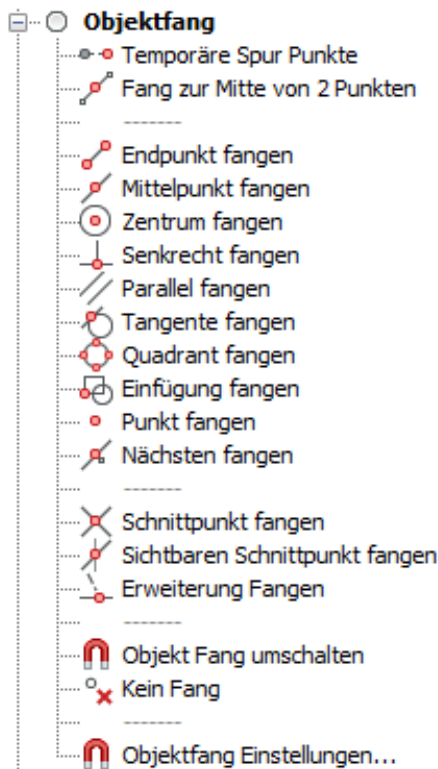 Objektfang
Temporäre Spur Punkte
Fang zur Mitte von 2 Punkten
-------
Endpunkt fangen
Mittelpunkt fangen
Zentrum fangen
Senkrecht fangen
Parallel fangen
Tangente fangen
Quadrant fangen
Einfügung fangen
Punkt fangen
Nächsten fangen
-------
Schnittpunkt fangen
Sichtbaren Schnittpunkt fangen
Erweiterung Fangen
-------
Objekt Fang umschalten
Kein Fang
-------
Objektfang Einstellungen...